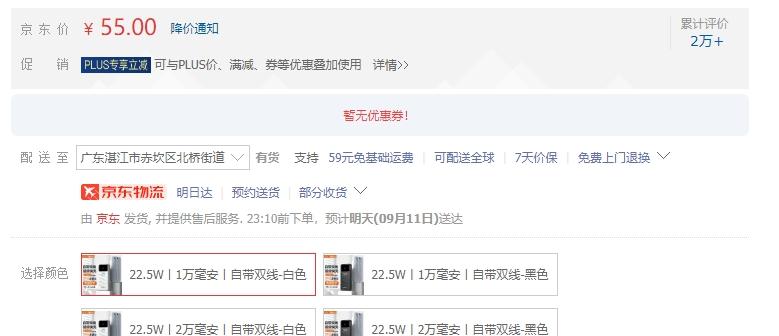 京东价 ¥ 55.00 降价通知 累计评价
2万+
促销 PLUS专享立减 可与PLUS价、满减、券等优惠叠加使用 详情>>
暂无优惠券!
配送至 广东湛江市赤坎区北桥街道 有货 支持 59元免基础运费 可配送全球 7天价保 免费上门退换
京东物流 明日达 预约送货 部分收货
由 京东 发货, 并提供售后服务. 23:10前下单, 预计明天(09月11日)送达
选择颜色 22.5W丨1万毫安丨自带双线-白色 22.5W丨1万毫安丨自带双线-黑色
22.5W丨2万毫安丨自带双线-白色 22.5W丨2万毫安丨自带双线-黑色